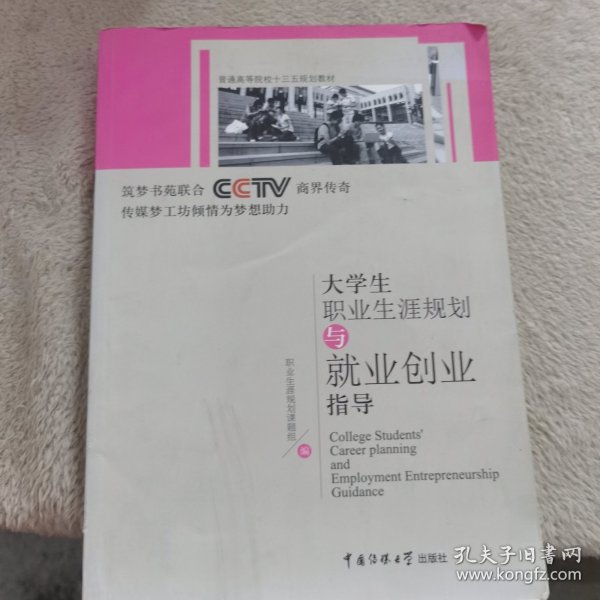 普通高等院校十三五规划教材
筑梦书苑联合 CCTV 商界传奇
传媒梦工坊倾情为梦想助力
大学生
职业生涯规划
与
就业创业
指导
职业生涯规划课题组 编
College Students'
Career planning
and
Employment Entrepreneurship
Guidance
中国传媒大学出版社
孔夫子旧书网
www.kongfz.com